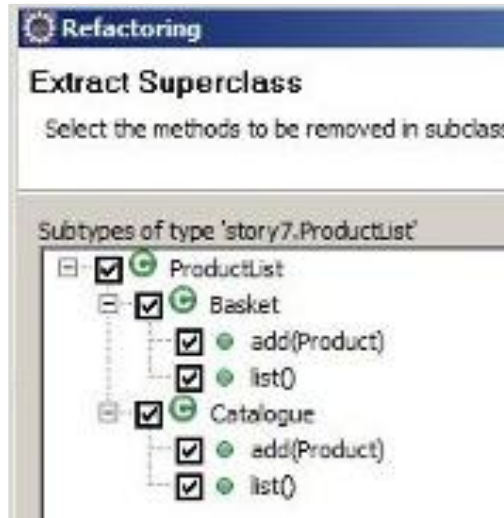 Refactoring
Extract Superclass
Select the methods to be removed in subclass
Subtypes of type 'story7.ProductList'
ProductList
Basket
add(Product)
list()
Catalogue
add(Product)
list()